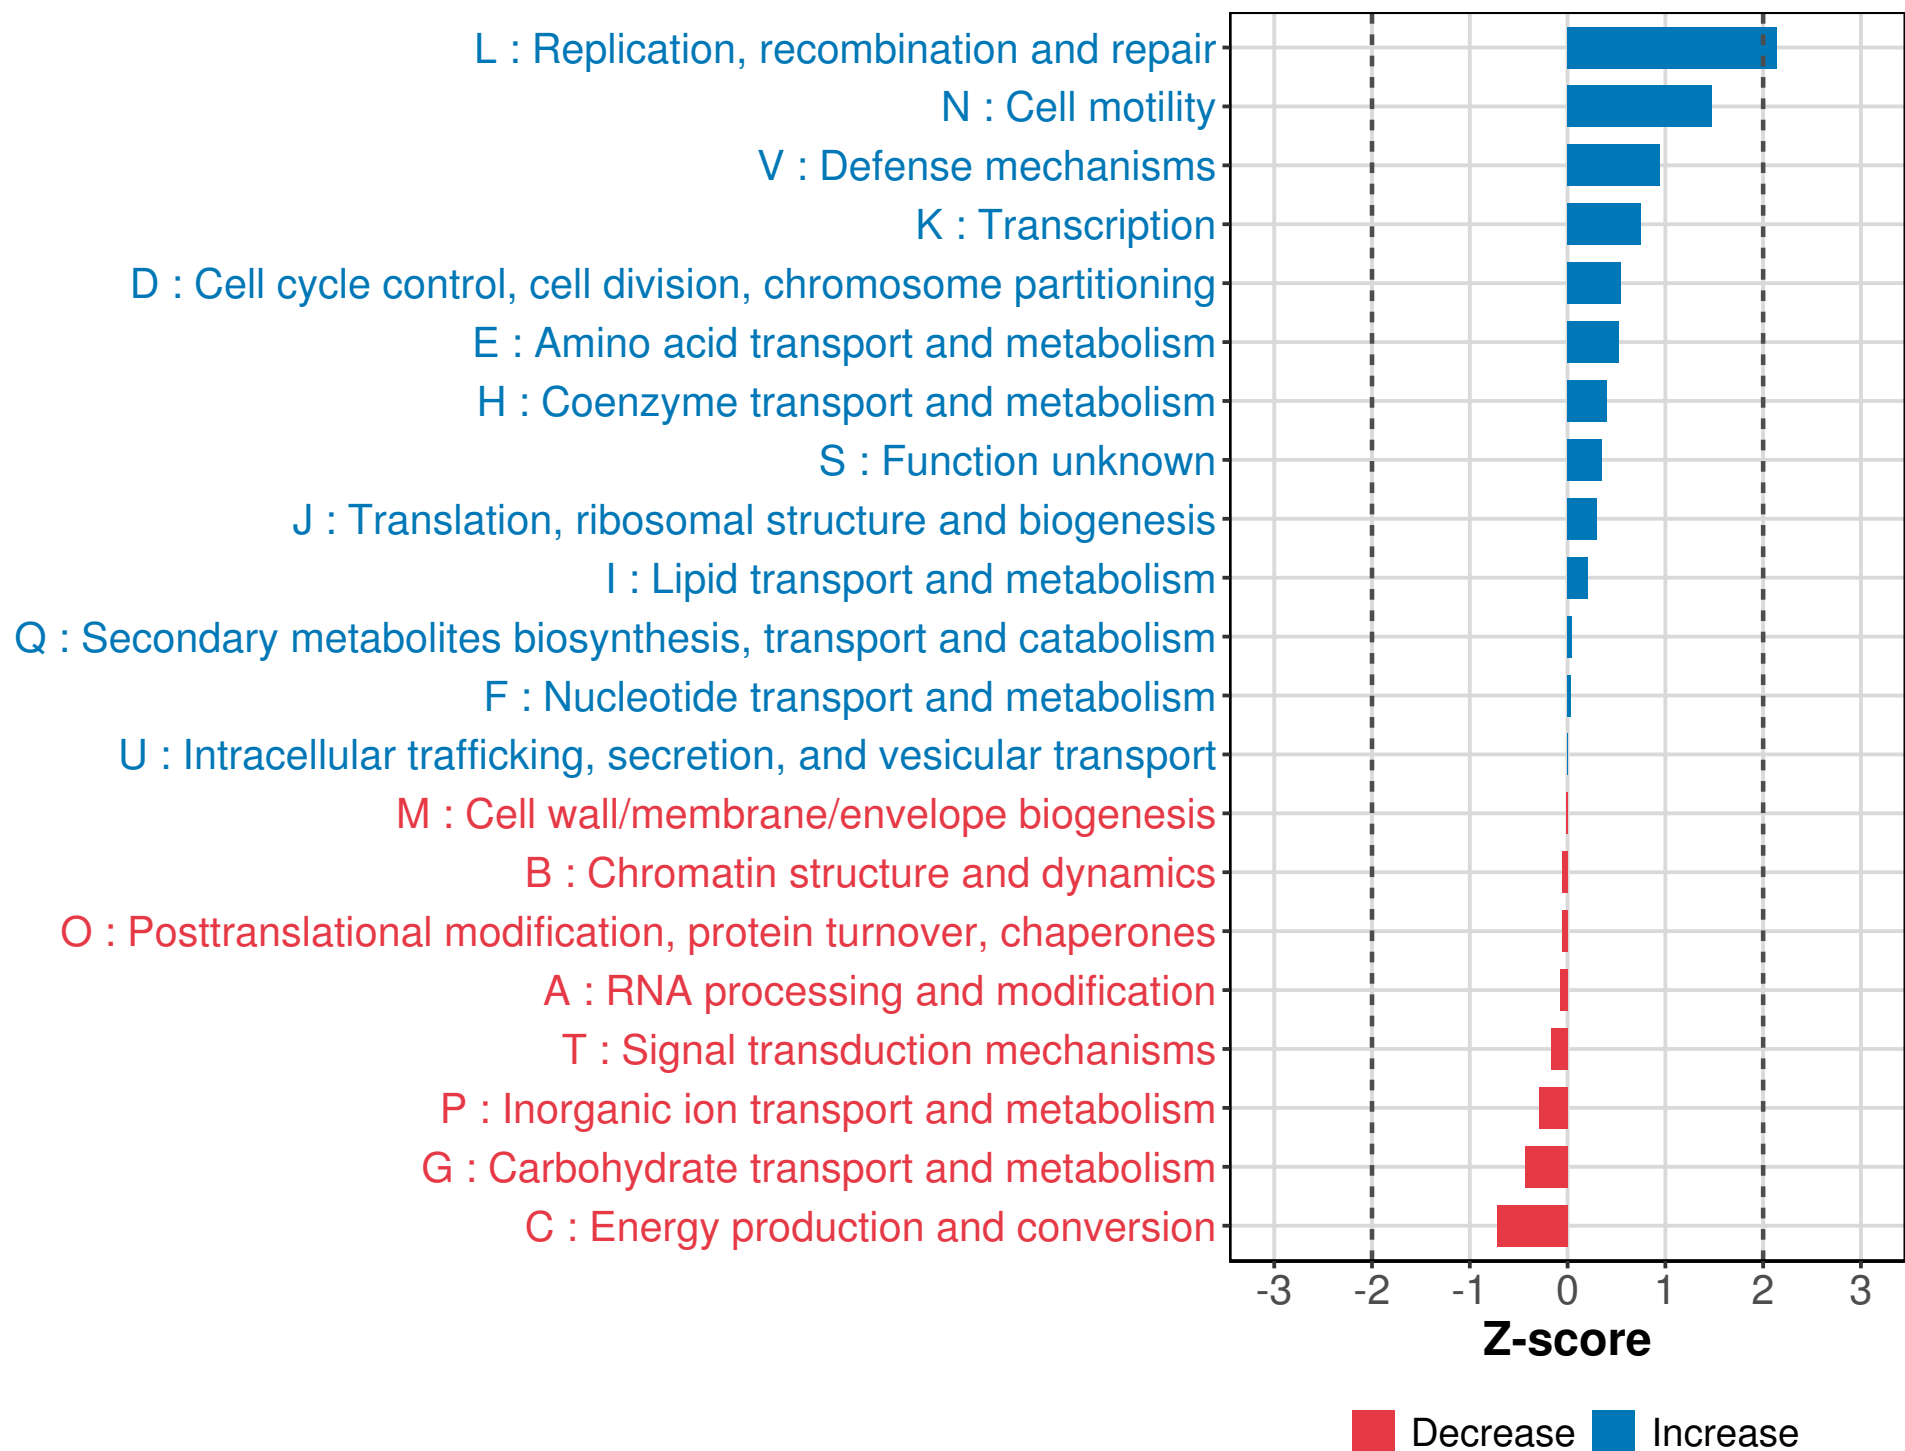 L : Replication, recombination and repair
N : Cell motility
V : Defense mechanisms
K : Transcription
D : Cell cycle control, cell division, chromosome partitioning
E : Amino acid transport and metabolism
H : Coenzyme transport and metabolism
S : Function unknown
J : Translation, ribosomal structure and biogenesis
I : Lipid transport and metabolism
Q : Secondary metabolites biosynthesis, transport and catabolism
F : Nucleotide transport and metabolism
U : Intracellular trafficking, secretion, and vesicular transport
M : Cell wall/membrane/envelope biogenesis
B : Chromatin structure and dynamics
O : Posttranslational modification, protein turnover, chaperones
A : RNA processing and modification
T : Signal transduction mechanisms
P : Inorganic ion transport and metabolism
G : Carbohydrate transport and metabolism
C : Energy production and conversion
-3 -2 -1 0 1 2 3
Z-score
Decrease Increase